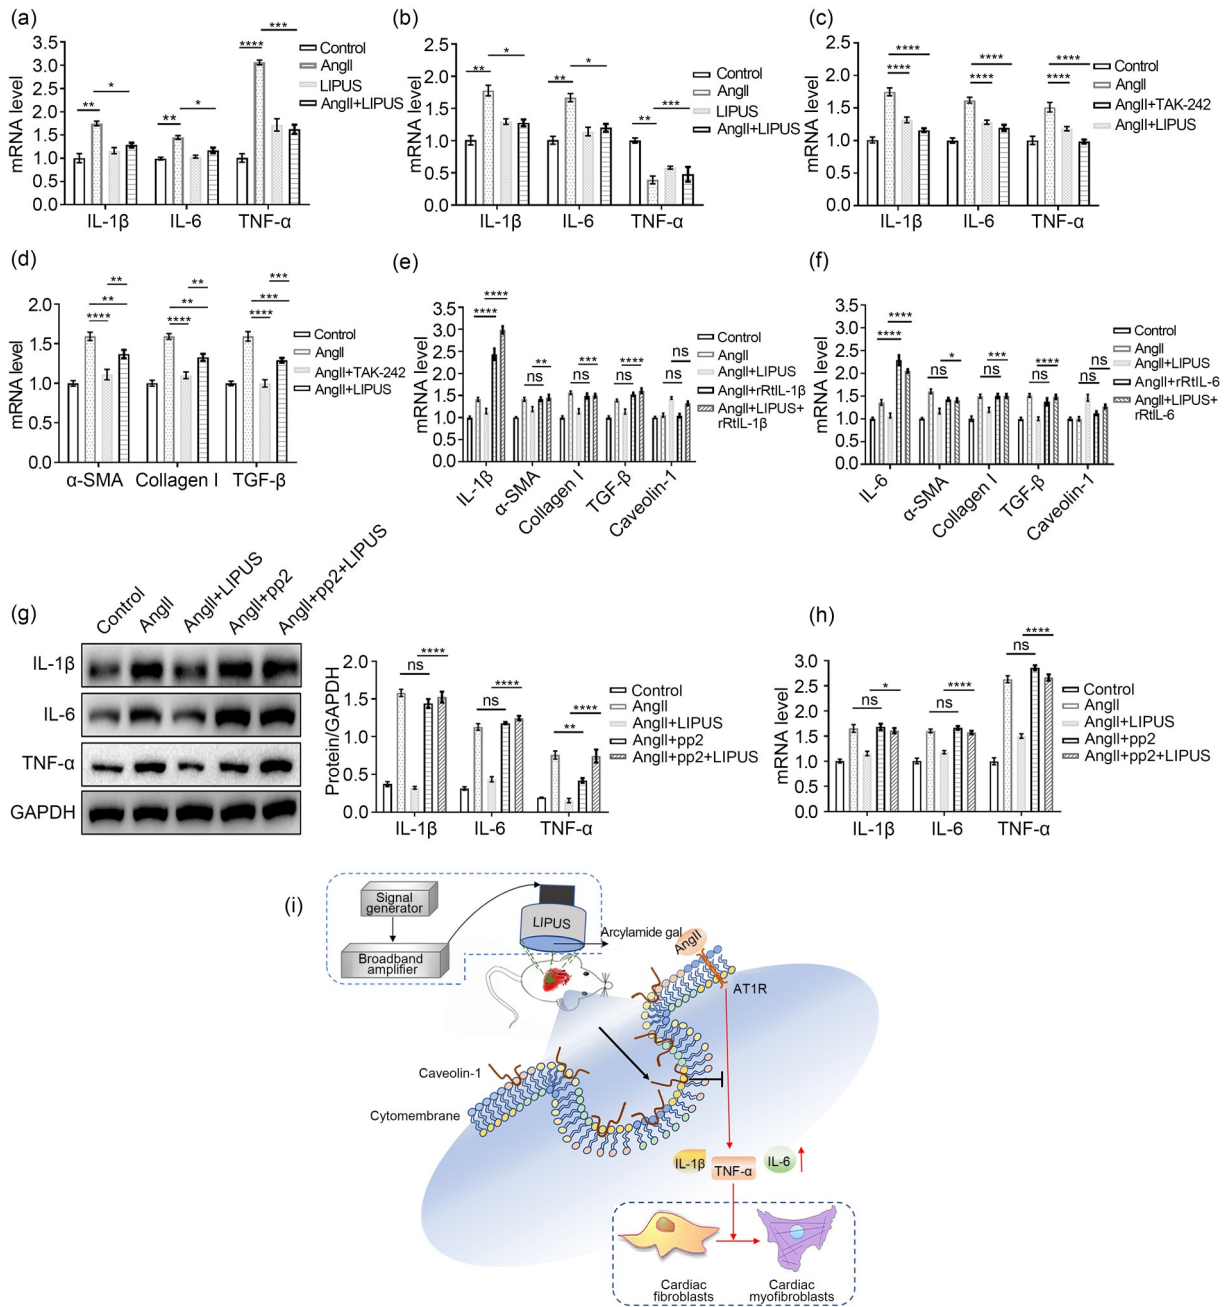 (a)
mRNA level
3.5
3.0
2.5
2.0
1.5
1.0
0.5
0.0
** *
** *
**** ***
IL-1β IL-6 TNF-α
Control
AngII
LIPUS
AngII+LIPUS
(b)
mRNA level
2.5
2.0
1.5
1.0
0.5
0.0
** *
** *
** ***
IL-1β IL-6 TNF-α
Control
AngII
LIPUS
AngII+LIPUS
(c)
mRNA level
2.5
2.0
1.5
1.0
0.5
0.0
****
****
****
****
****
****
IL-1β IL-6 TNF-α
Control
AngII
AngII+TAK-242
AngII+LIPUS
(d)
mRNA level
2.0
1.5
1.0
0.5
0.0
**
**
****
**
**
****
***
***
****
α-SMA Collagen I TGF-β
Control
AngII
AngII+TAK-242
AngII+LIPUS
(e)
mRNA level
3.5
3.0
2.5
2.0
1.5
1.0
0.5
0.0
****
****
**
ns
***
ns
****
ns
ns
ns
IL-1β
α-SMA
Collagen I
TGF-β
Caveolin-1
Control
AngII
AngII+LIPUS
AngII+rRtIL-1β
AngII+LIPUS+
rRtIL-1β
(f)
mRNA level
3.5
3.0
2.5
2.0
1.5
1.0
0.5
0.0
****
****
*
ns
***
ns
****
ns
ns
ns
IL-6
α-SMA
Collagen I
TGF-β
Caveolin-1
Control
AngII
AngII+LIPUS
AngII+rRtIL-6
AngII+LIPUS+
rRtIL-6
(g)
Control
AngII
AngII+LIPUS
AngII+pp2
AngII+pp2+LIPUS
IL-1β
IL-6
TNF-α
GAPDH
Protein/GAPDH
2.0
1.5
1.0
0.5
0.0
****
ns
****
ns
****
**
IL-1β IL-6 TNF-α
Control
AngII
AngII+LIPUS
AngII+pp2
AngII+pp2+LIPUS
(h)
mRNA level
3.0
2.5
2.0
1.5
1.0
0.5
0.0
*
ns
****
ns
****
ns
IL-1β IL-6 TNF-α
Control
AngII
AngII+LIPUS
AngII+pp2
AngII+pp2+LIPUS
(i)
Signal
generator
Broadband
amplifier
LIPUS
Arcylamide gal
AngII
AT1R
Caveolin-1
Cytomembrane
IL-1β TNF-α IL-6
Cardiac
fibroblasts
Cardiac
myofibroblasts